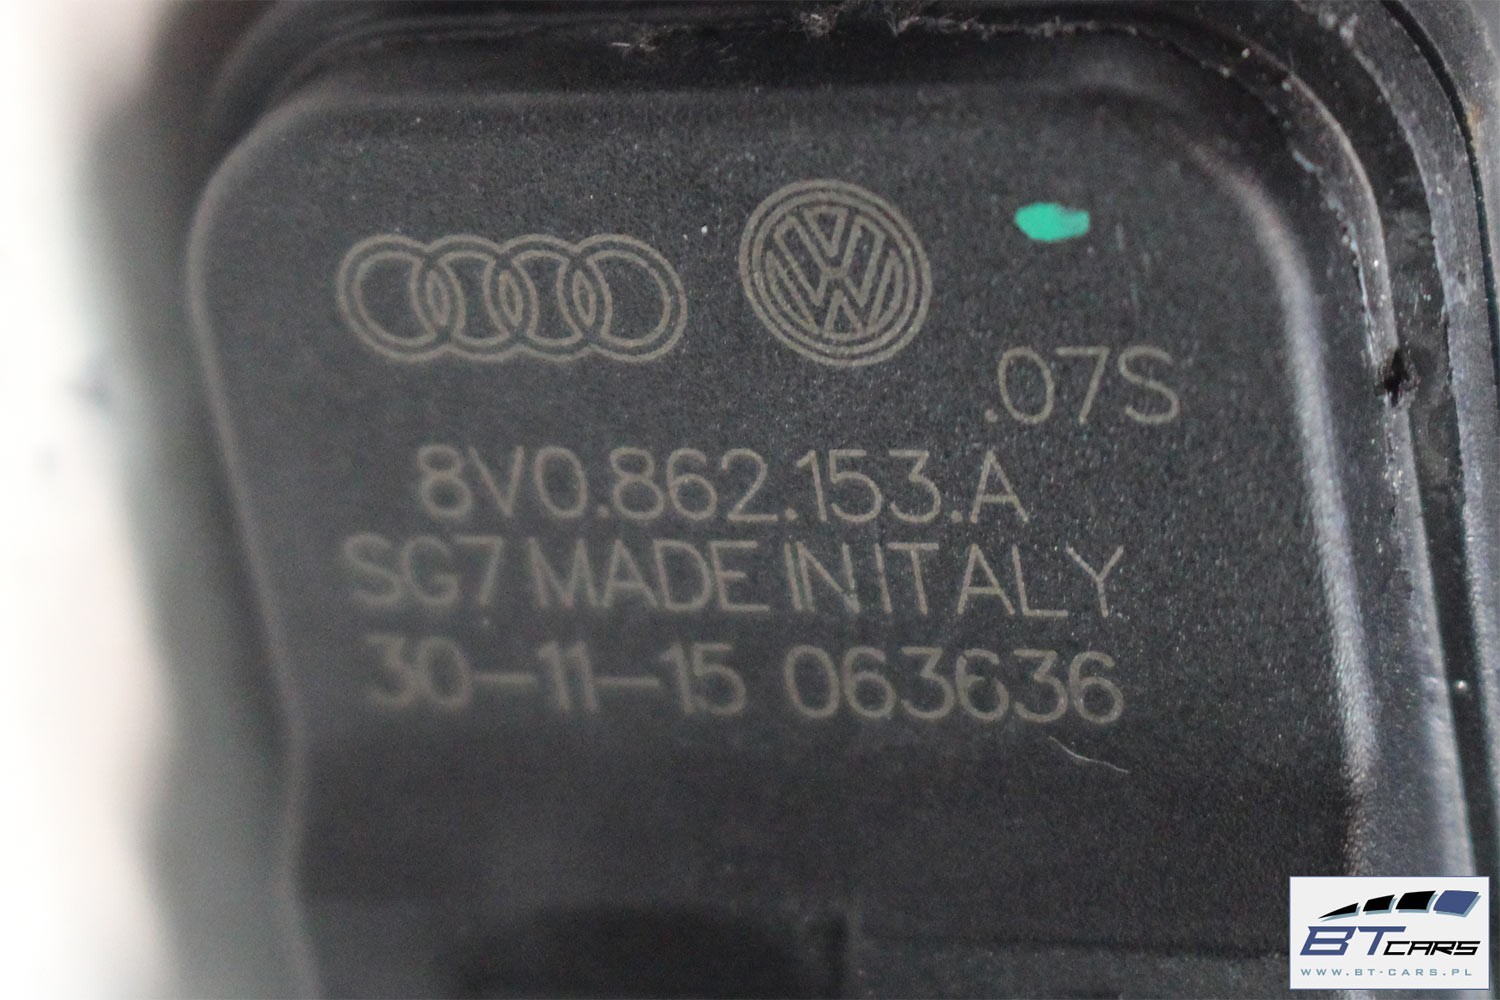 .07S
8V0.862.153.A
SG7 MADE IN ITALY
30-11-15 063636
BT CARS
WWW.BT-CARS.PL